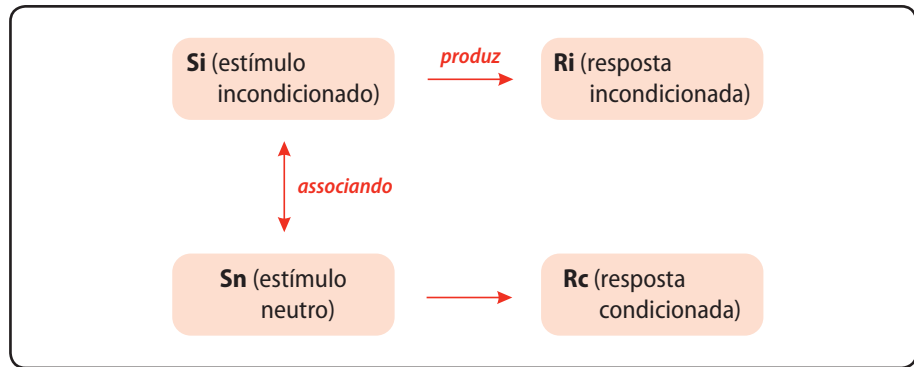 Si (estímulo
incondicionado)
produz
Ri (resposta
incondicionada)
associando
Sn (estímulo
neutro)
Rc (resposta
condicionada)